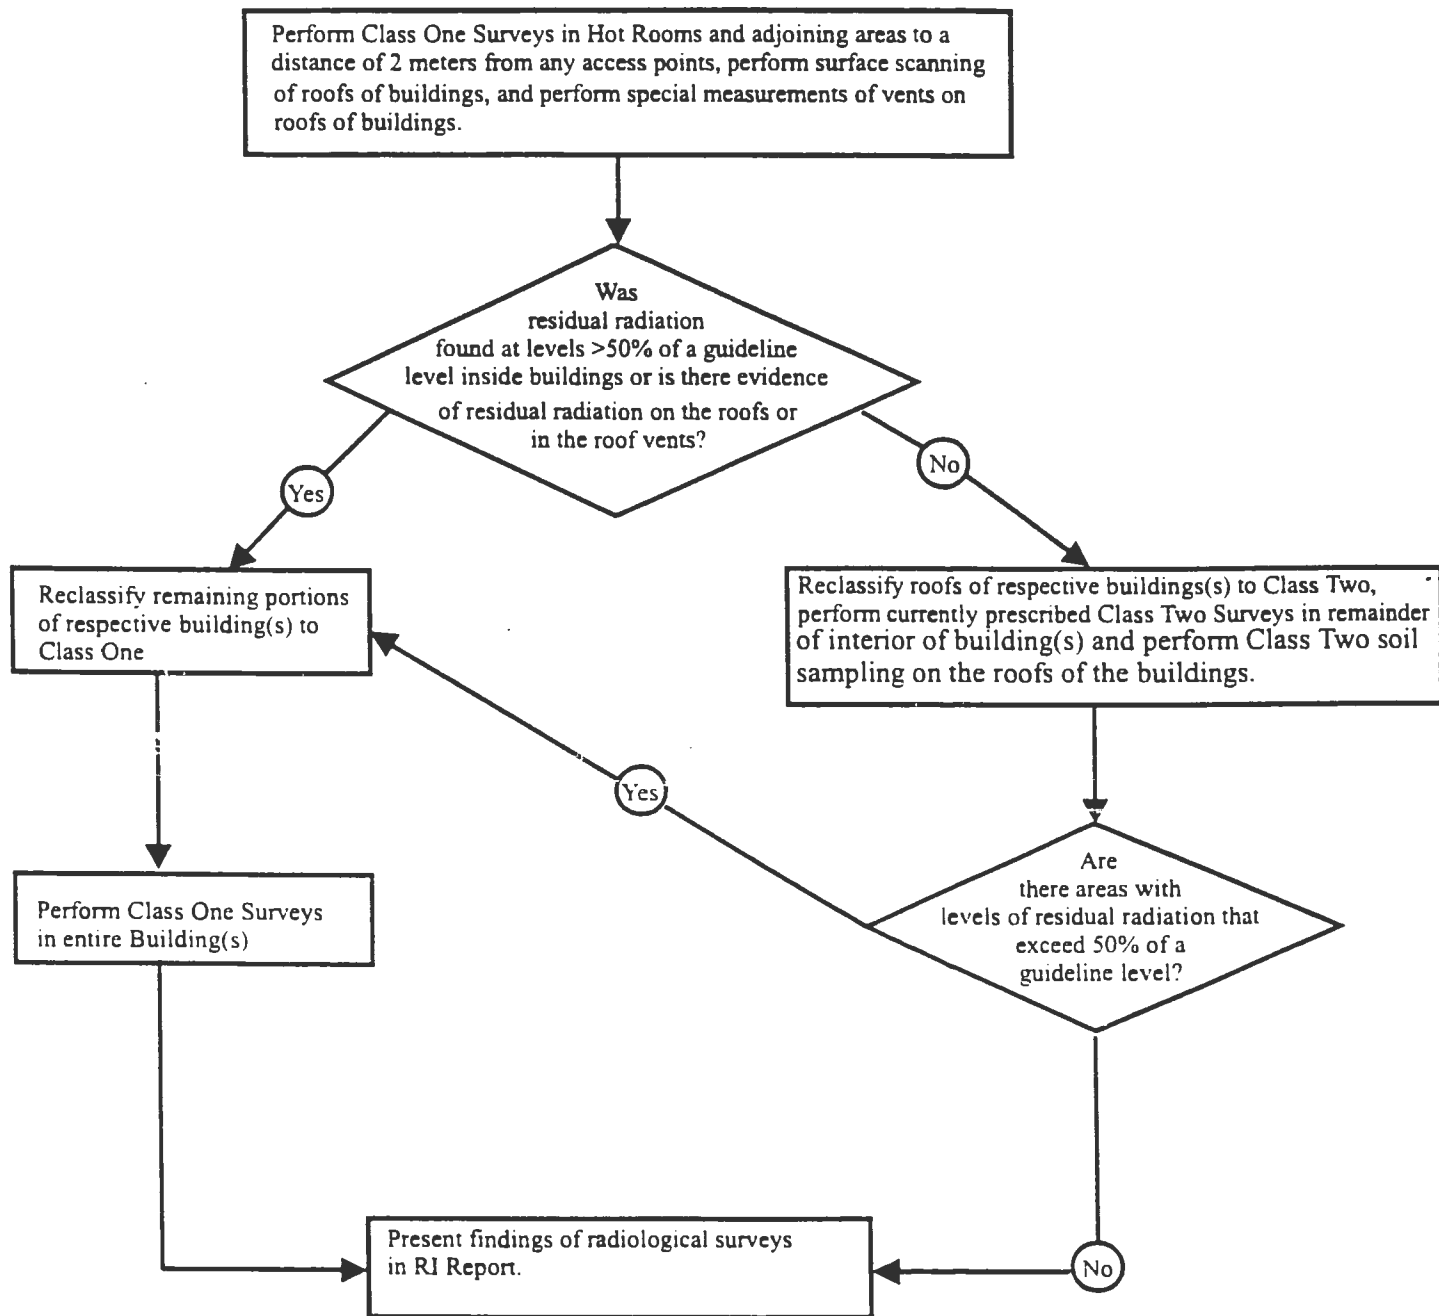 Perform Class One Surveys in Hot Rooms and adjoining areas to a
distance of 2 meters from any access points, perform surface scanning
of roofs of buildings, and perform special measurements of vents on
roofs of buildings.
Was
residual radiation
found at levels >50% of a guideline
level inside buildings or is there evidence
of residual radiation on the roofs or
in the roof vents?
Yes
No
Reclassify remaining portions
of respective building(s) to
Class One
Reclassify roofs of respective buildings(s) to Class Two,
perform currently prescribed Class Two Surveys in remainder
of interior of building(s) and perform Class Two soil
sampling on the roofs of the buildings.
Yes
Are
there areas with
levels of residual radiation that
exceed 50% of a
guideline level?
Perform Class One Surveys
in entire Building(s)
Present findings of radiological surveys
in RI Report.
No